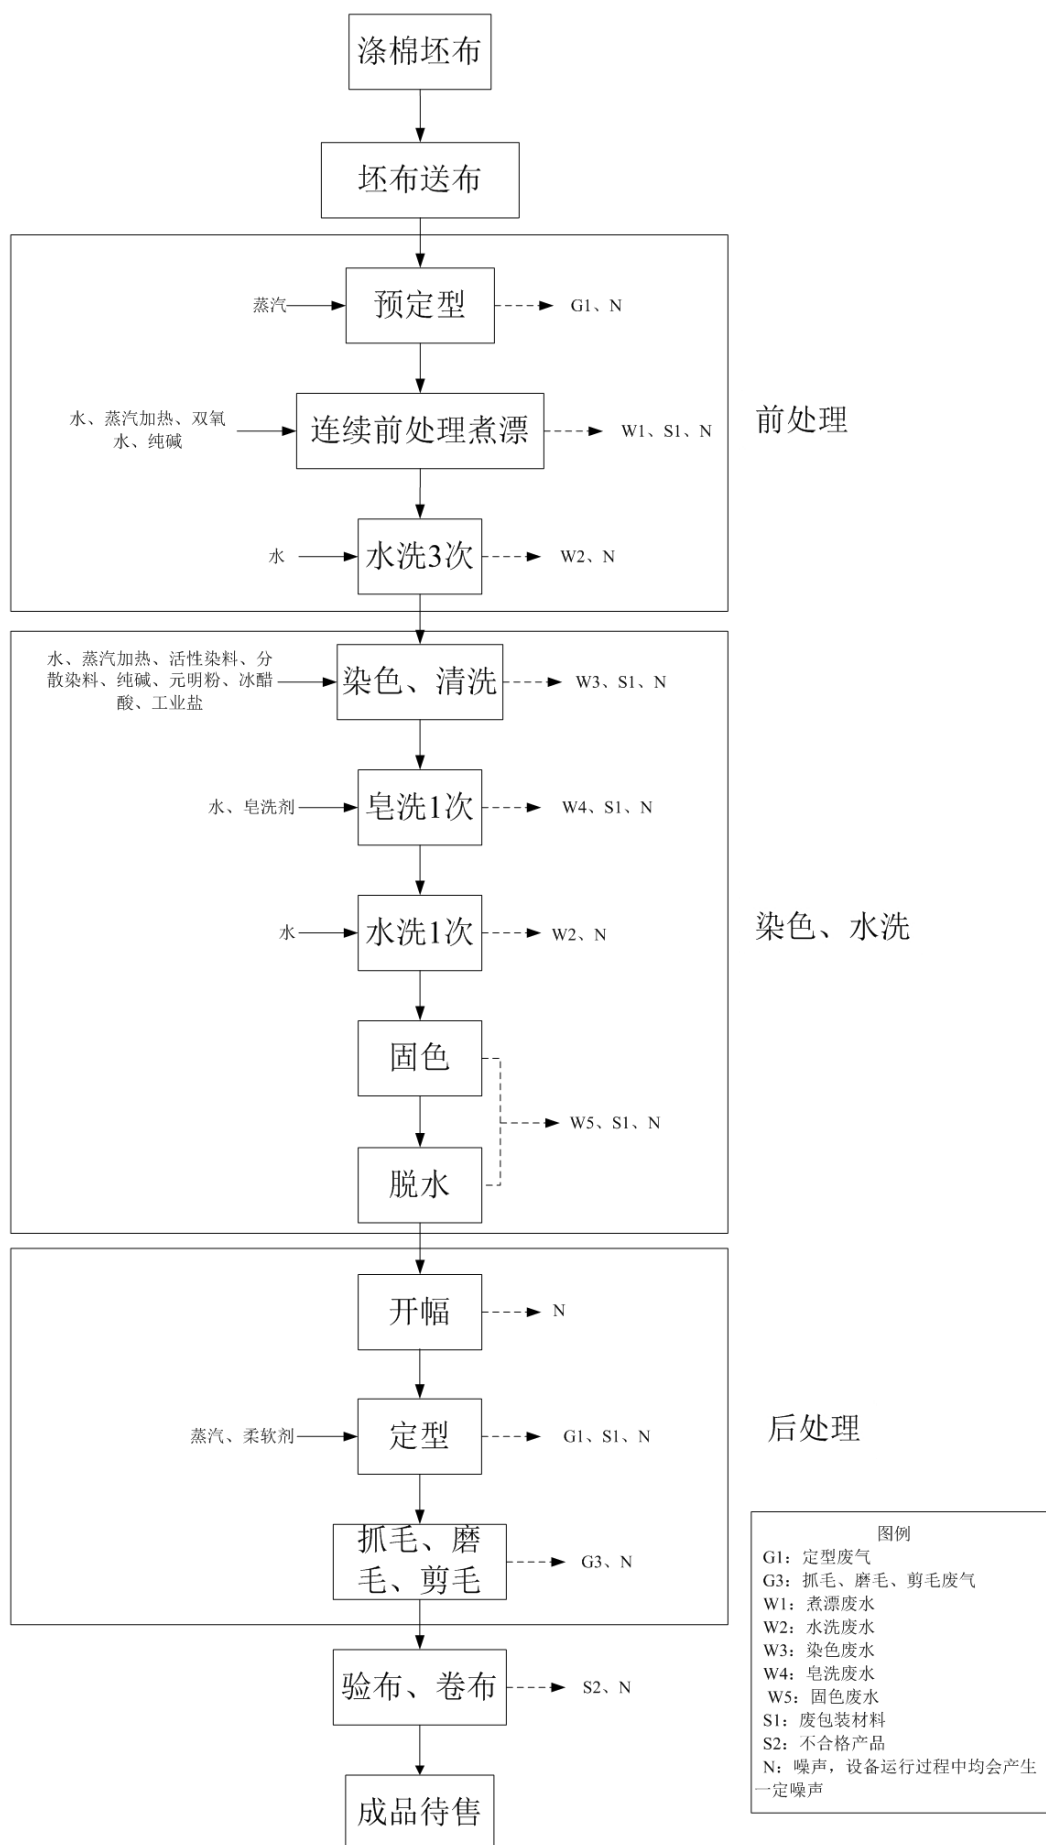 涤棉坯布
坯布送布
蒸汽
预定型
G1、N
水、蒸汽加热、双氧
水、纯碱
连续前处理煮漂
W1、S1、N
前处理
水
水洗3次
W2、N
水、蒸汽加热、活性染料、分
散染料、纯碱、元明粉、冰醋
酸、工业盐
染色、清洗
W3、S1、N
水、皂洗剂
皂洗1次
W4、S1、N
水
水洗1次
W2、N
染色、水洗
固色
W5、S1、N
脱水
开幅
N
蒸汽、柔软剂
定型
G1、S1、N
后处理
抓毛、磨
毛、剪毛
G3、N
验布、卷布
S2、N
成品待售
图例
G1：定型废气
G3：抓毛、磨毛、剪毛废气
W1：煮漂废水
W2：水洗废水
W3：染色废水
W4：皂洗废水
W5：固色废水
S1：废包装材料
S2：不合格产品
N：噪声，设备运行过程中均会产生
一定噪声